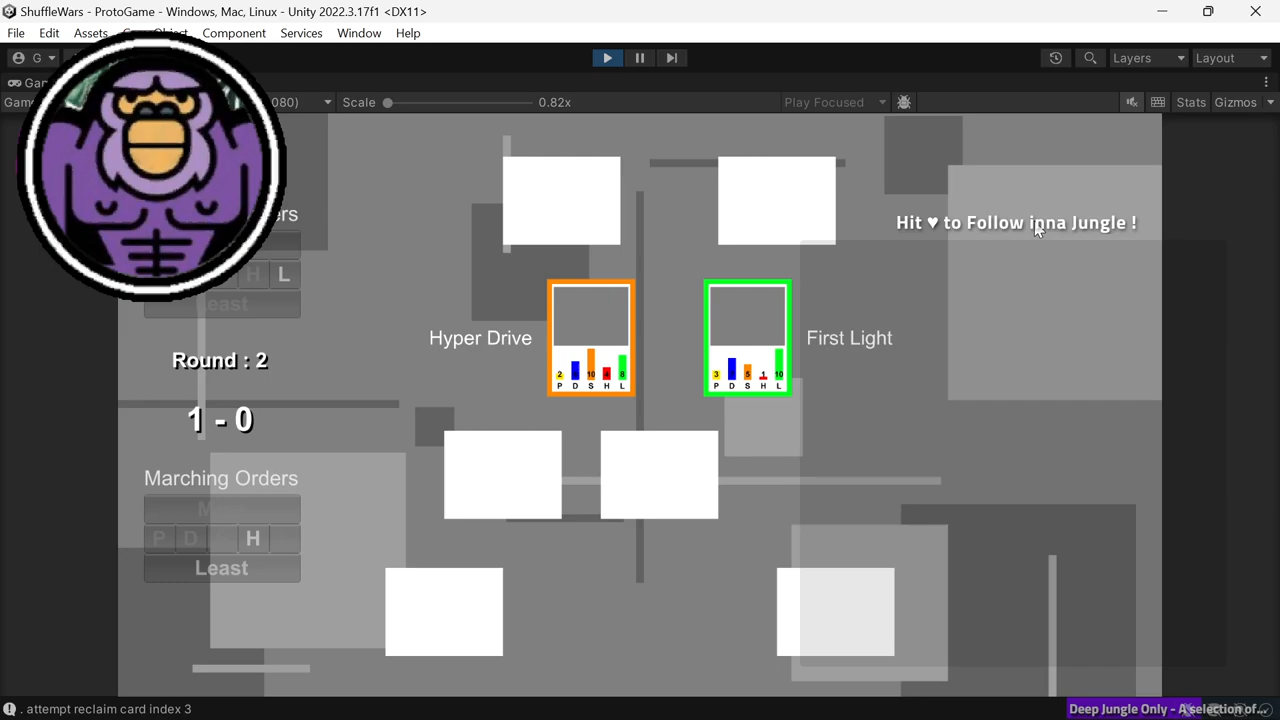 ShuffleWars - ProtoGame - Windows, Mac, Linux - Unity 2022.3.17f1 <DX11>
File Edit Assets Component Services Window Help
G Layers Layout
Scale 0.82x Play Focused Stats Gizmos
Hit ♥ to Follow inna Jungle !
H L
Least
Hyper Drive
2 10 4 8
P D S H L
3 5 1 10
P D S H L
First Light
Round : 2
1 - 0
Marching Orders
P D H
Least
. attempt reclaim card index 3
Deep Jungle Only - A selection of...